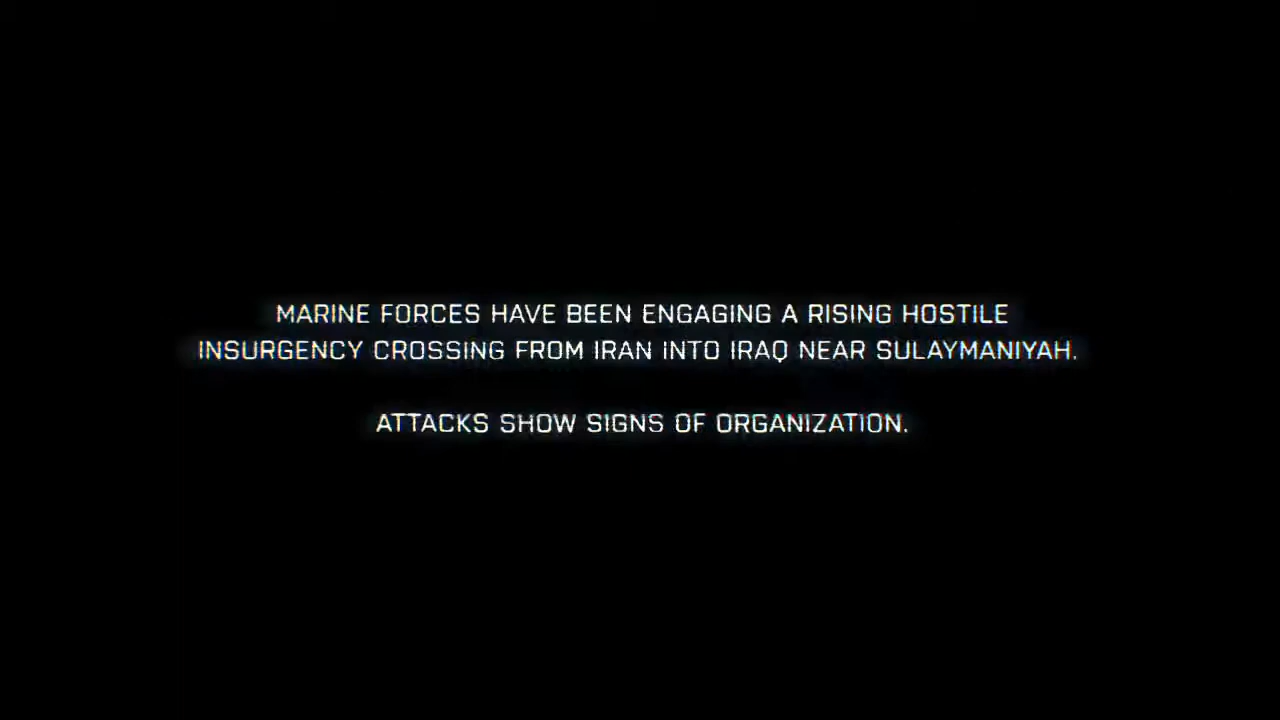 MARINE FORCES HAVE BEEN ENGAGING A RISING HOSTILE
INSURGENCY CROSSING FROM IRAN INTO IRAQ NEAR SULAYMANIYAH.
ATTACKS SHOW SIGNS OF ORGANIZATION.